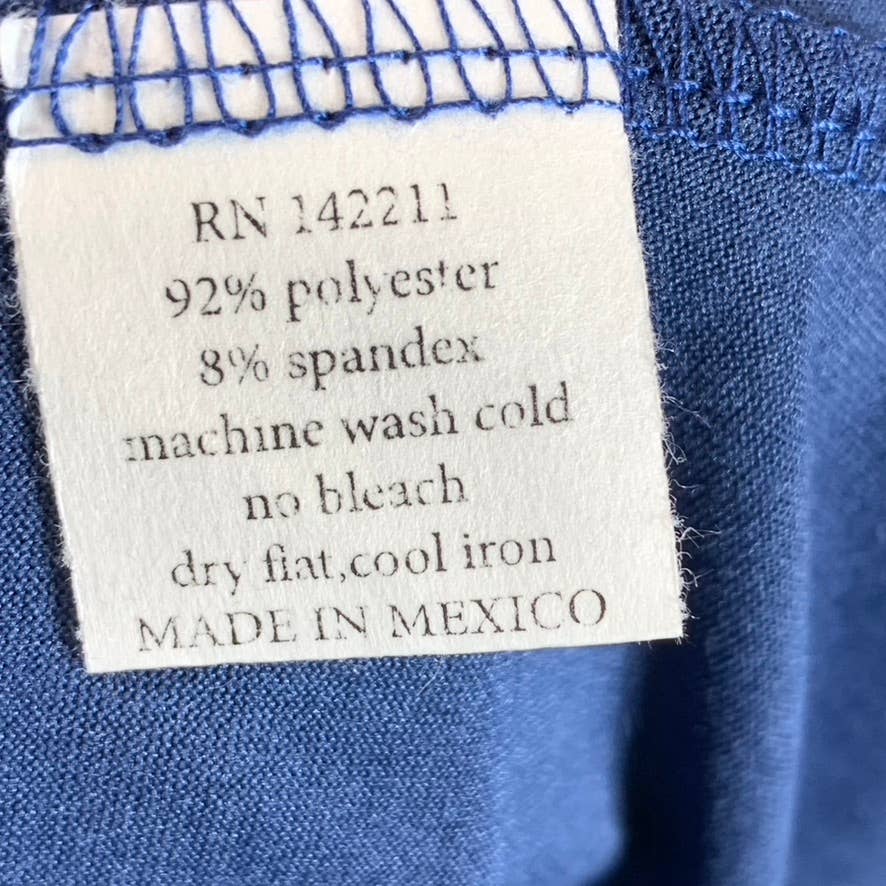 RN 142211
92% polyester
8% spandex
machine wash cold
no bleach
dry flat,cool iron
MADE IN MEXICO